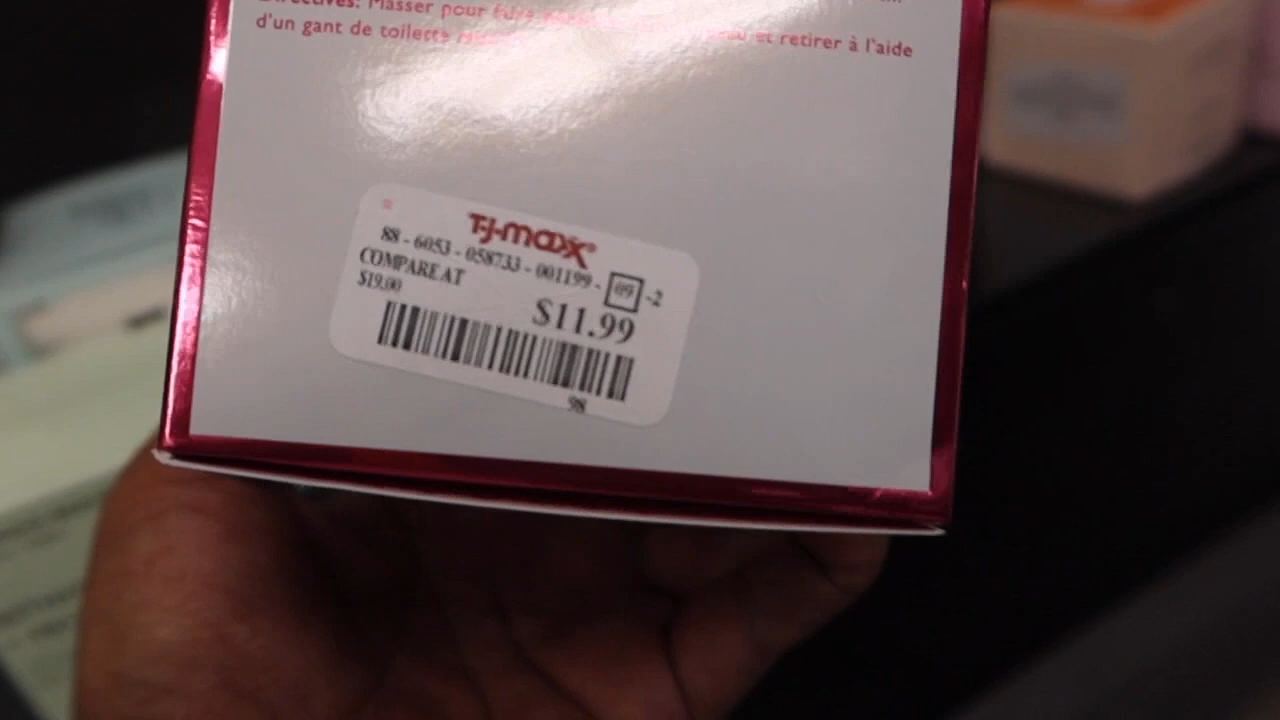 Directives: Masser pour faire
d'un gant de toilette et retirer à l'aide
T·J·maxx®
88 - 6053 - 058733 - 001199 - 09 -2
COMPARE AT
$19.00
$11.99
98